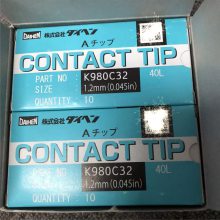 DAIHEN 株式会社ダイヘン
Aチップ
CONTACT TIP
PART NO K980C32
40L
SIZE 1.2mm(0.045in)
QUANTITY 10
DAIHEN 株式会社ダイヘン
Aチップ
CONTACT TIP
PART NO K980C32
40L
SIZE 1.2mm(0.045in)
QUANTITY 10